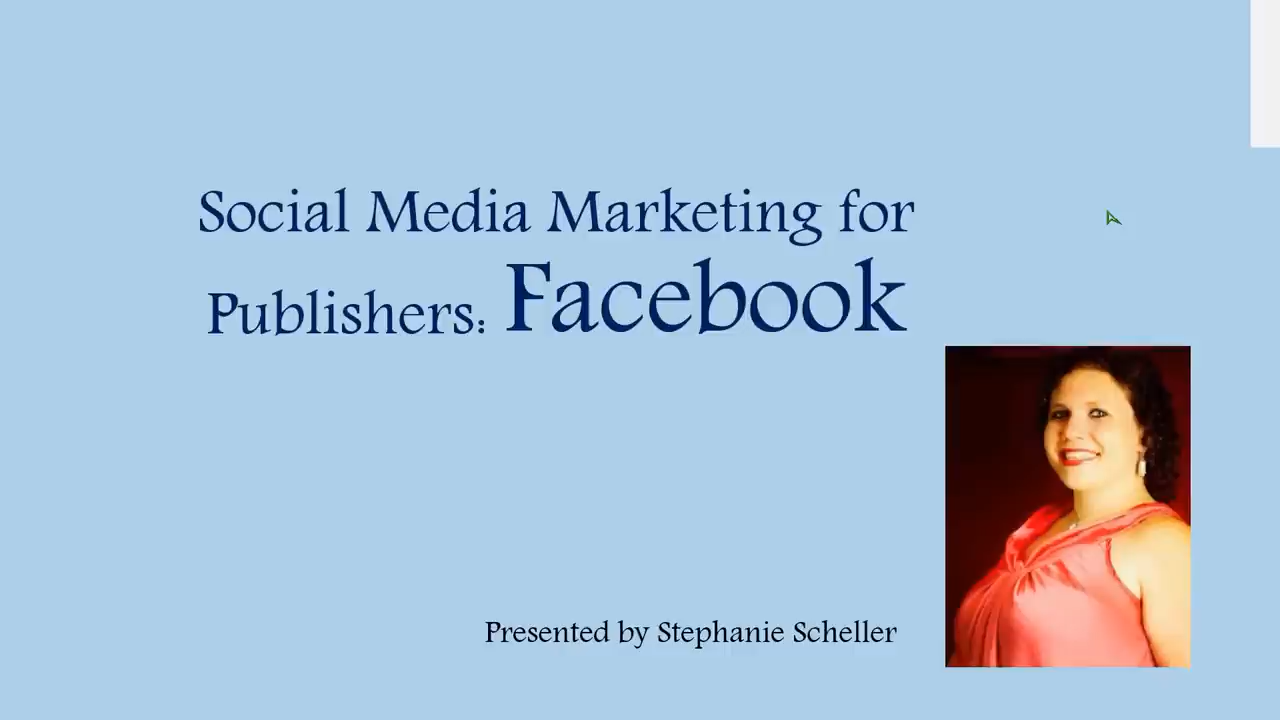 Social Media Marketing for
Publishers: Facebook
Presented by Stephanie Scheller